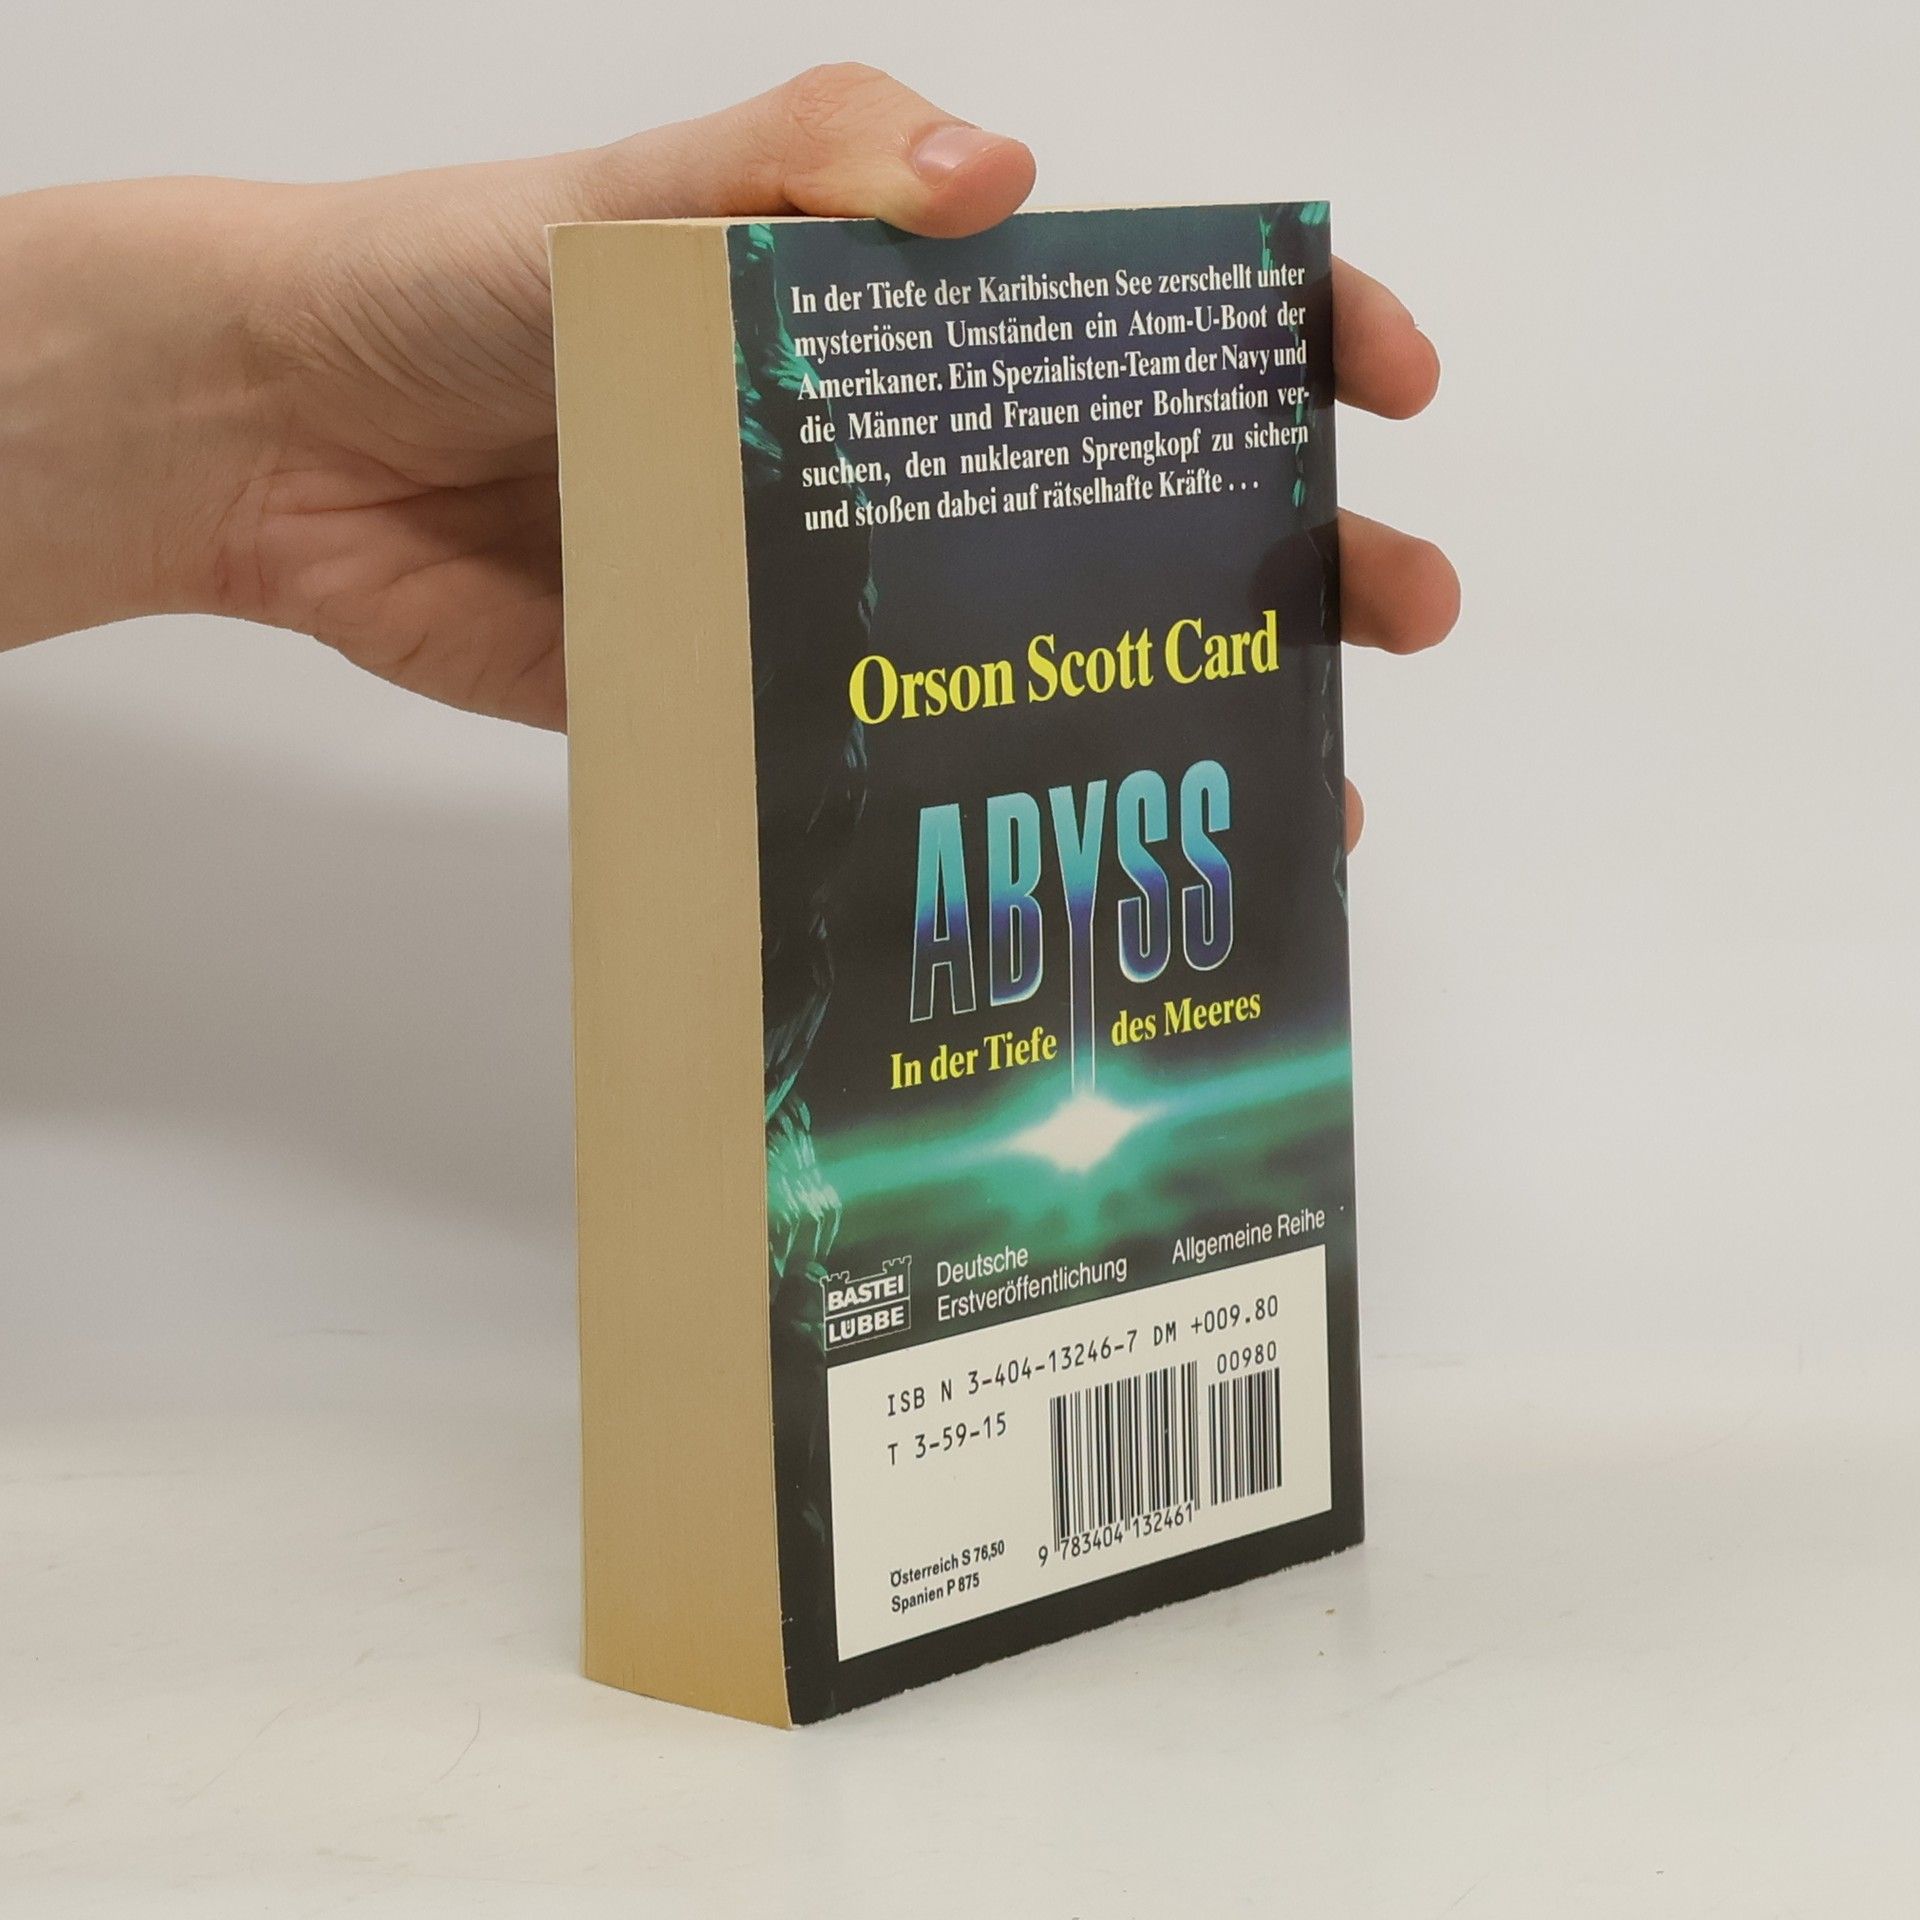 In der Tiefe der Karibischen See zerschellt unter
mysteriösen Umständen ein Atom-U-Boot der
Amerikaner. Ein Spezialisten-Team der Navy und
die Männer und Frauen einer Bohrstation ver-
suchen, den nuklearen Sprengkopf zu sichern
und stoßen dabei auf rätselhafte Kräfte . . .
Orson Scott Card
ABYSS
In der Tiefe des Meeres
BASTEI
LÜBBE
Deutsche
Erstveröffentlichung
Allgemeine Reihe
ISB N 3-404-13246-7 DM +009.80
00980
T 3-59-15
9 783404 132461
Österreich S 76,50
Spanien P 875